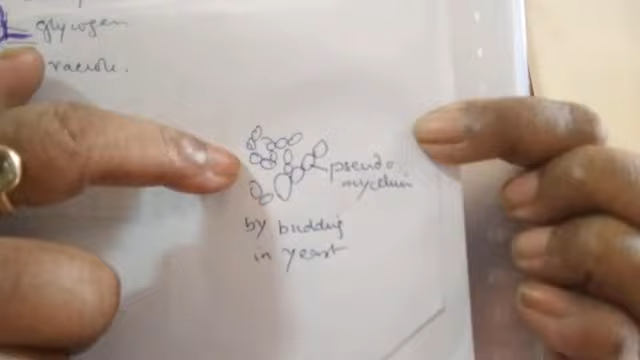 glycogen
vacuole.
pseudo
mycelium
by budding
in yeast